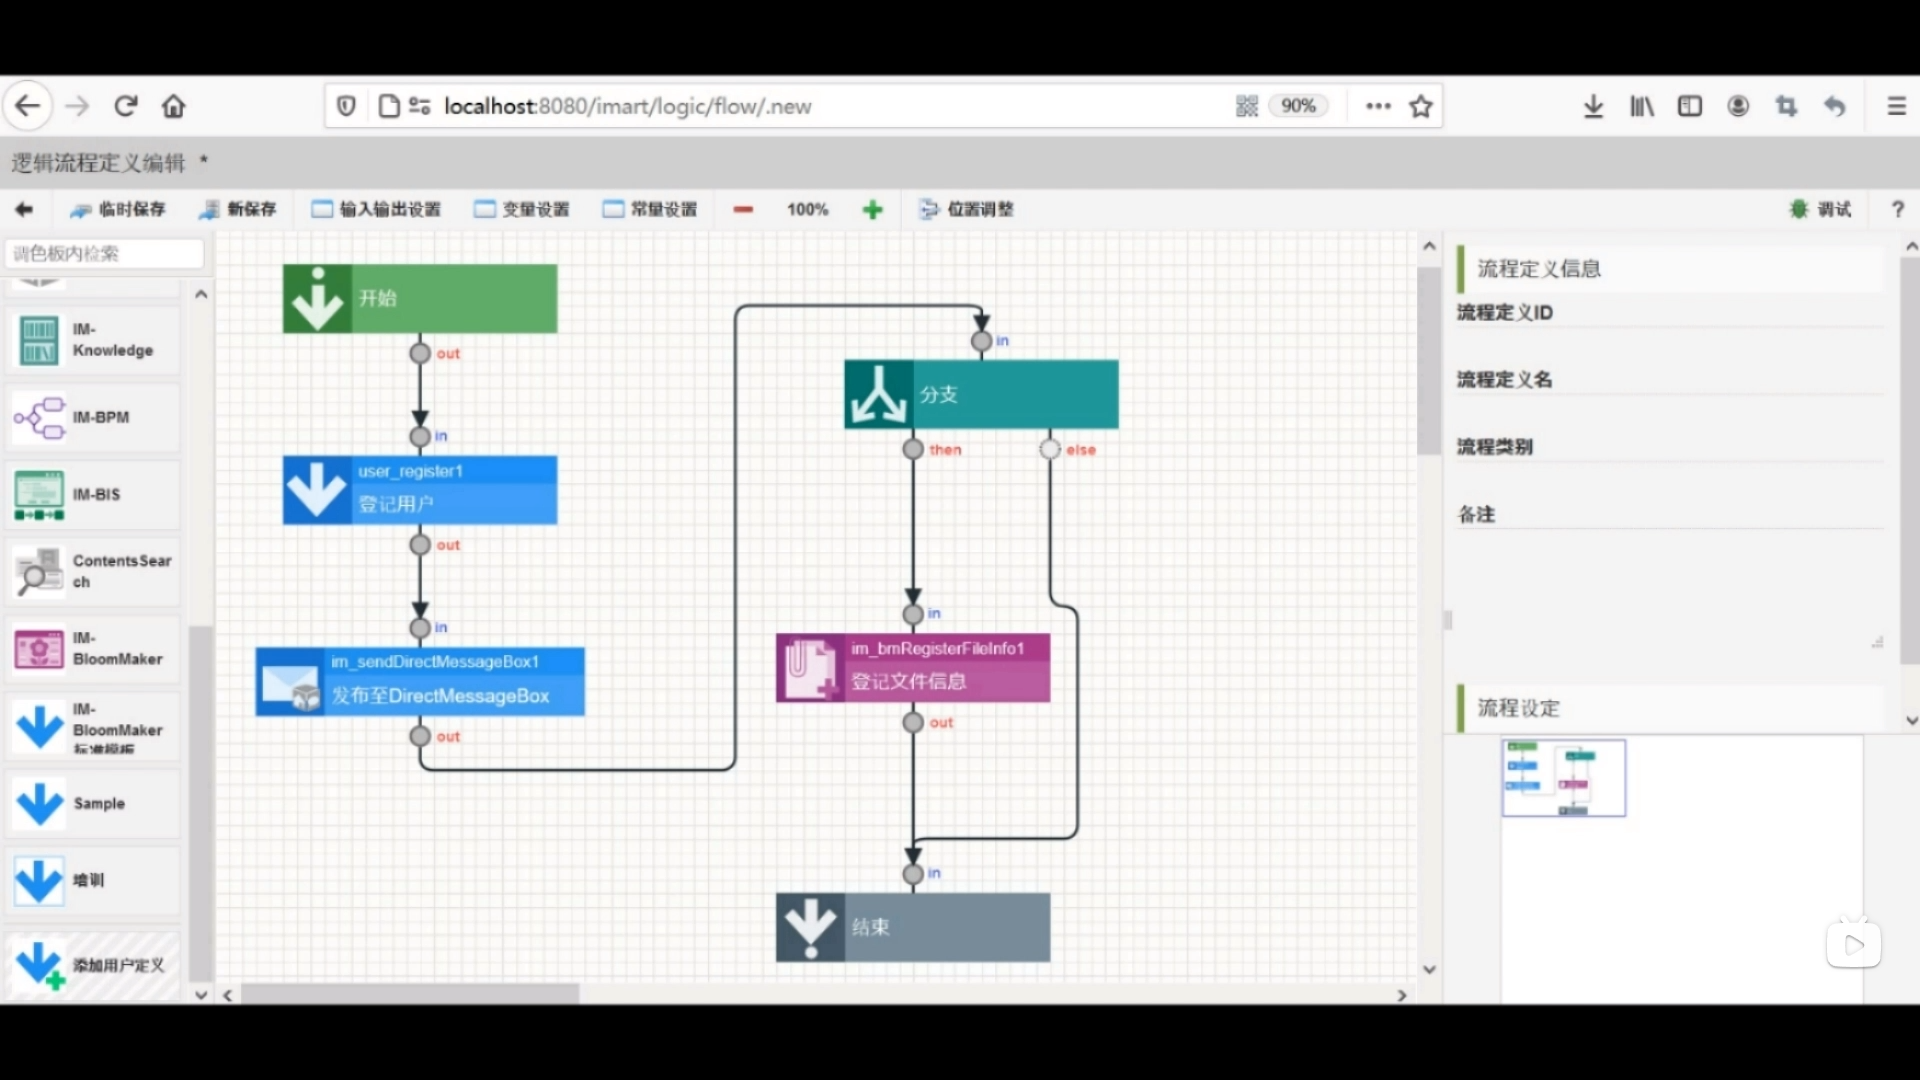 localhost:8080/imart/logic/flow/.new
90%
逻辑流程定义编辑 *
临时保存
新保存
输入输出设置
变量设置
常量设置
100%
位置调整
调试
?
调色板内检索
IM-
Knowledge
IM-BPM
IM-BIS
ContentsSear
ch
IM-
BloomMaker
IM-
BloomMaker
标准模板
Sample
培训
添加用户定义
开始
out
in
user_register1
登记用户
out
in
im_sendDirectMessageBox1
发布至DirectMessageBox
out
in
分支
then
else
in
im_bmRegisterFileInfo1
登记文件信息
out
in
结束
流程定义信息
流程定义ID
流程定义名
流程类别
备注
流程设定